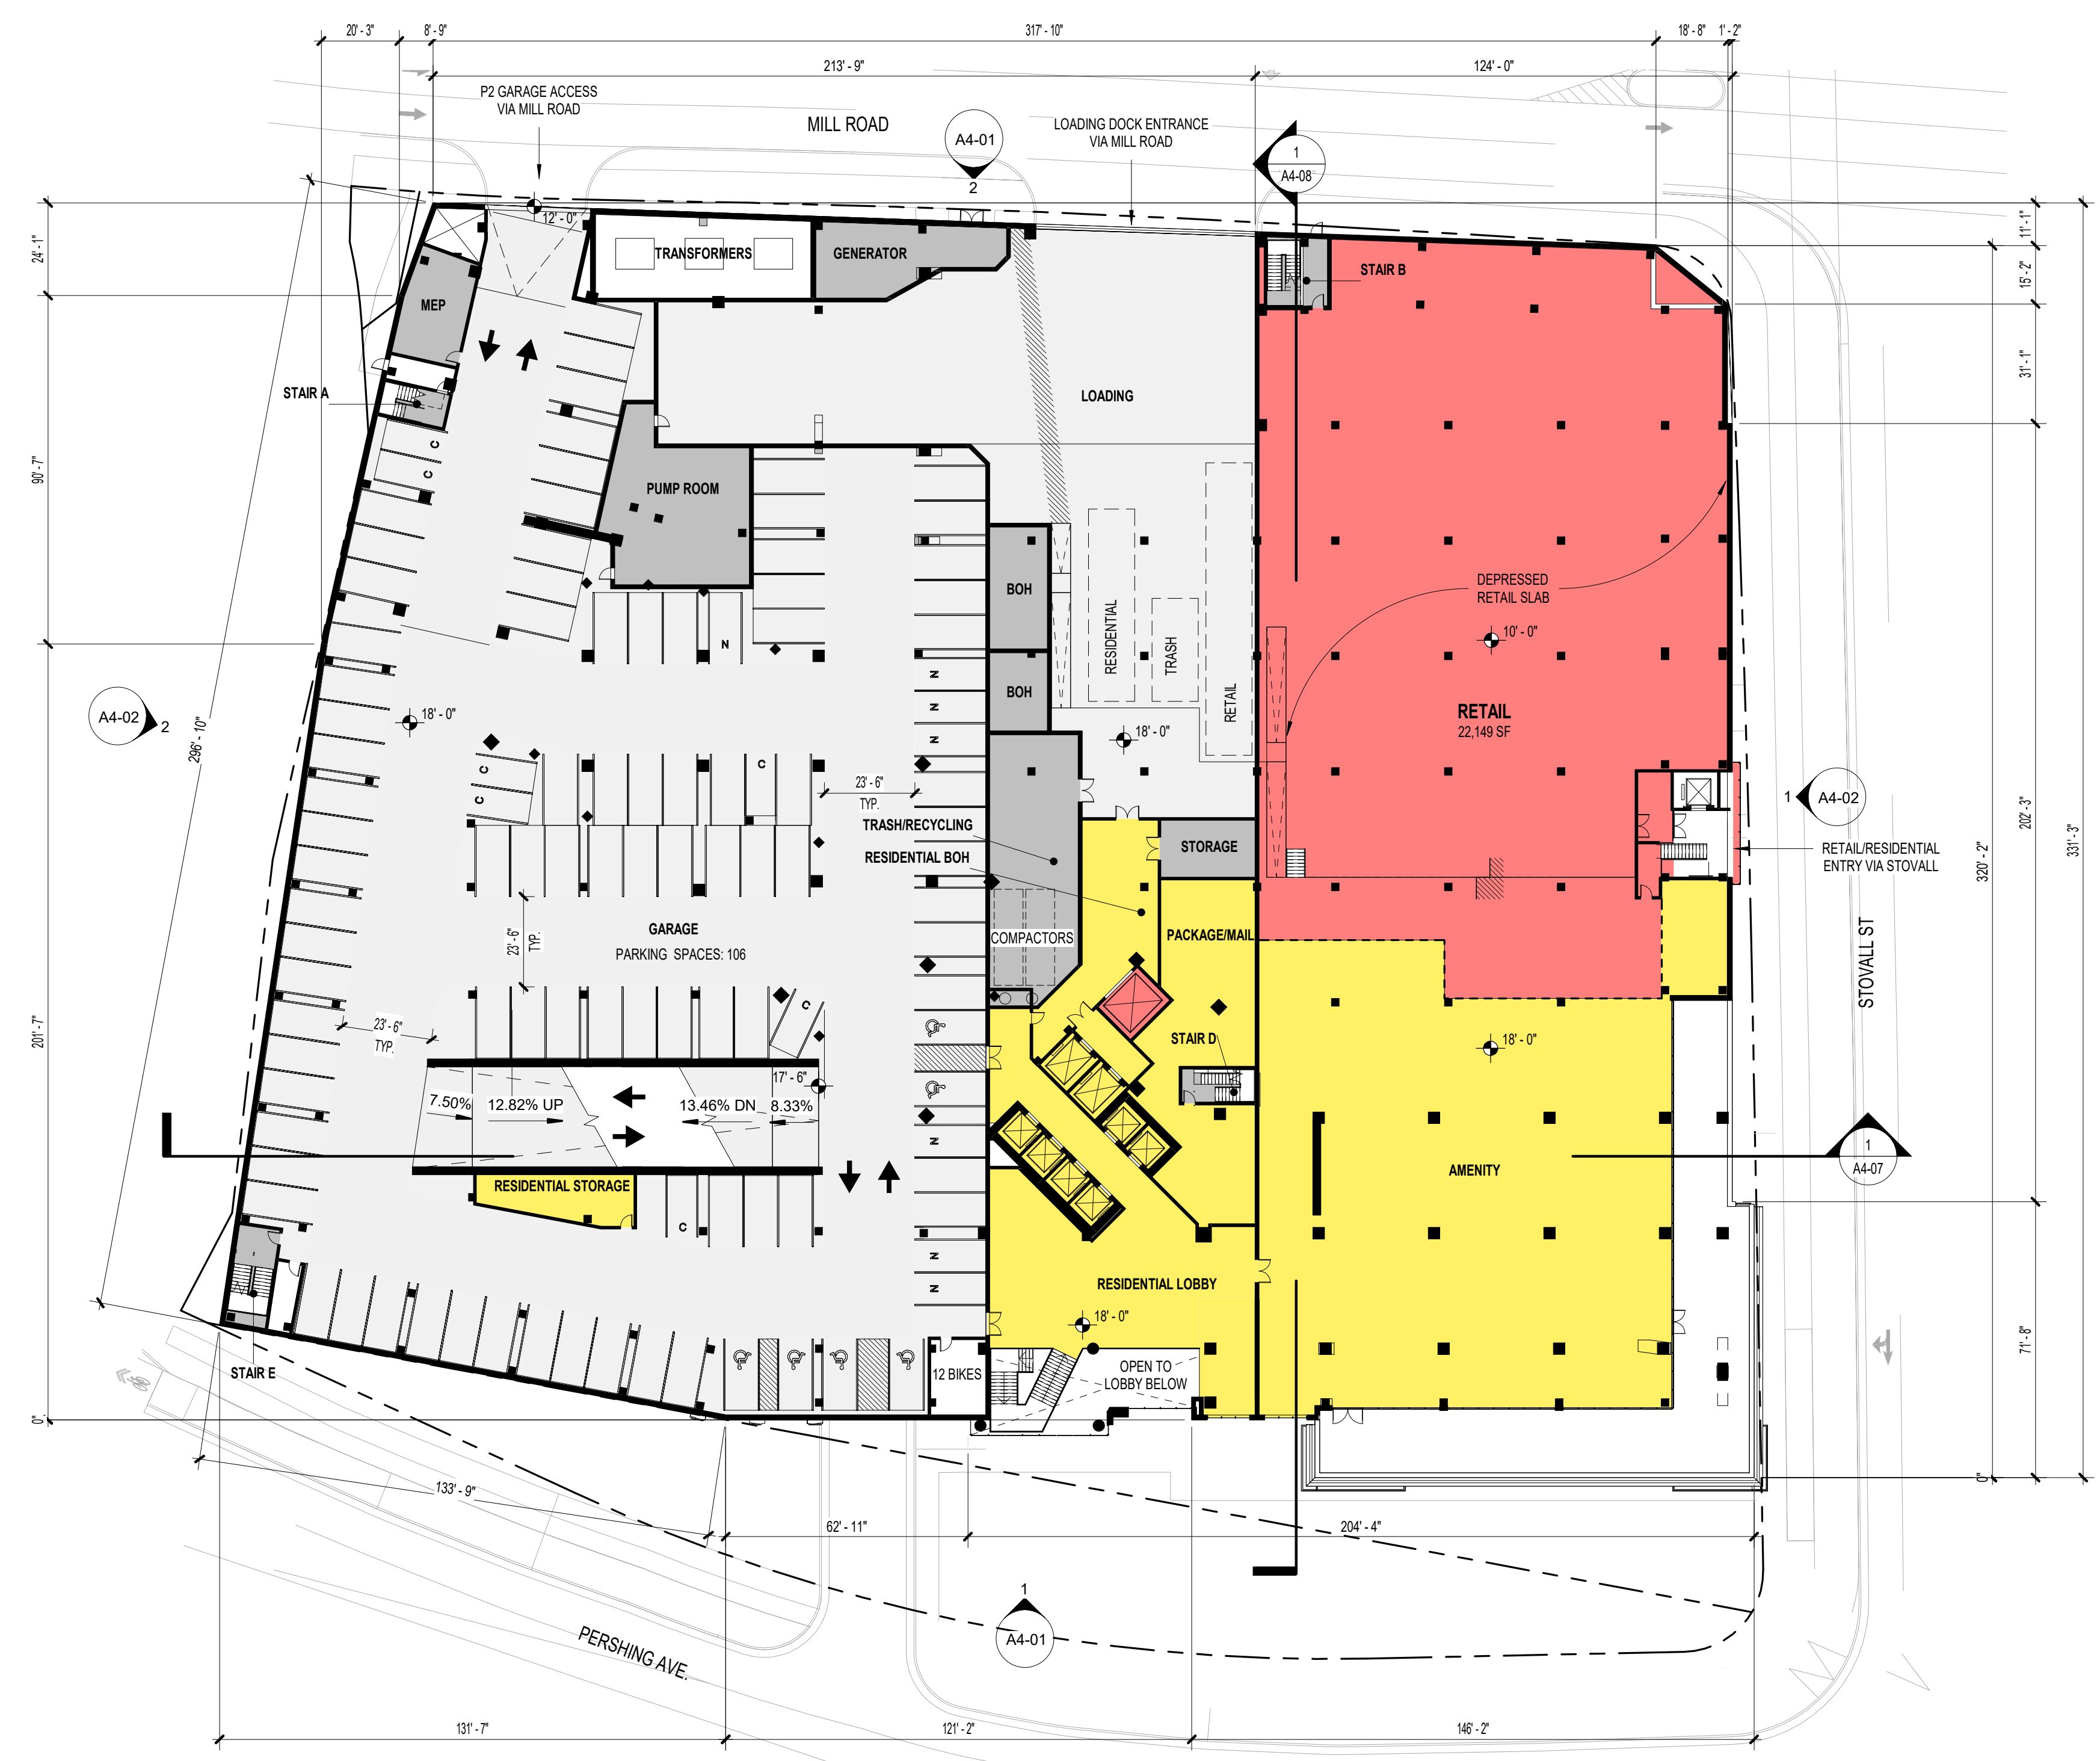 20' - 3"
8' - 9"
317' - 10"
18' - 8"
1' - 2"
213' - 9"
124' - 0"
P2 GARAGE ACCESS
VIA MILL ROAD
MILL ROAD
A4-01
2
LOADING DOCK ENTRANCE
VIA MILL ROAD
1
A4-08
12' - 0"
TRANSFORMERS
GENERATOR
STAIR B
MEP
24' - 1"
11' - 1"
15' - 2"
31' - 1"
STAIR A
LOADING
C
C
90' - 7"
PUMP ROOM
BOH
DEPRESSED
RETAIL SLAB
RESIDENTIAL
TRASH
RETAIL
10' - 0"
N
N
N
N
BOH
A4-02
2
296' - 10"
18' - 0"
18' - 0"
RETAIL
22,149 SF
C
C
C
23' - 6"
TYP.
1
A4-02
TRASH/RECYCLING
RESIDENTIAL BOH
STORAGE
RETAIL/RESIDENTIAL
ENTRY VIA STOVALL
202' - 3"
320' - 2"
331' - 3"
GARAGE
PARKING SPACES: 106
23' - 6"
TYP.
COMPACTORS
PACKAGE/MAIL
STOVALL ST
C
23' - 6"
TYP.
201' - 7"
STAIR D
18' - 0"
17' - 6"
7.50%
12.82% UP
13.46% DN
8.33%
N
1
A4-07
AMENITY
RESIDENTIAL STORAGE
C
N
N
RESIDENTIAL LOBBY
18' - 0"
STAIR E
12 BIKES
OPEN TO
LOBBY BELOW
71' - 8"
0"
0"
133' - 9"
62' - 11"
204' - 4"
1
A4-01
PERSHING AVE.
131' - 7"
121' - 2"
146' - 2"